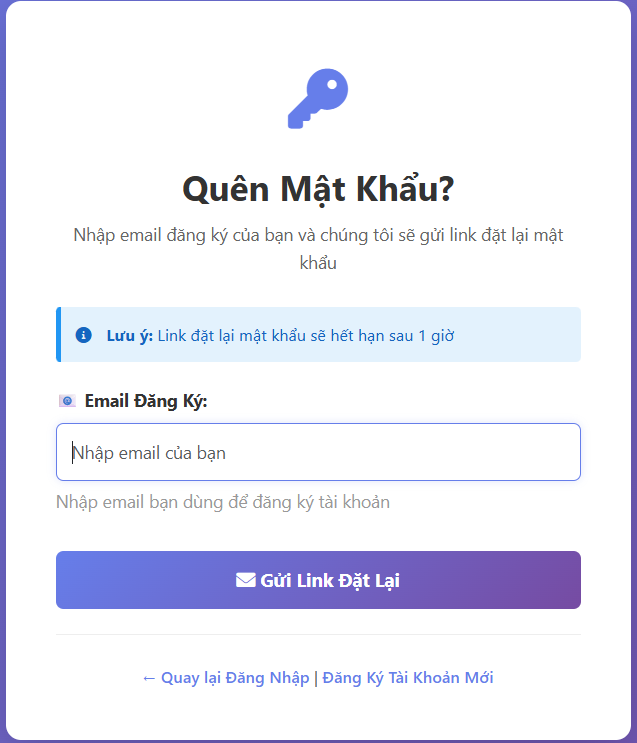 Quên Mật Khẩu?
Nhập email đăng ký của bạn và chúng tôi sẽ gửi link đặt lại mật
khẩu
Lưu ý: Link đặt lại mật khẩu sẽ hết hạn sau 1 giờ
Email Đăng Ký:
Nhập email của bạn
Nhập email bạn dùng để đăng ký tài khoản
Gửi Link Đặt Lại
← Quay lại Đăng Nhập | Đăng Ký Tài Khoản Mới